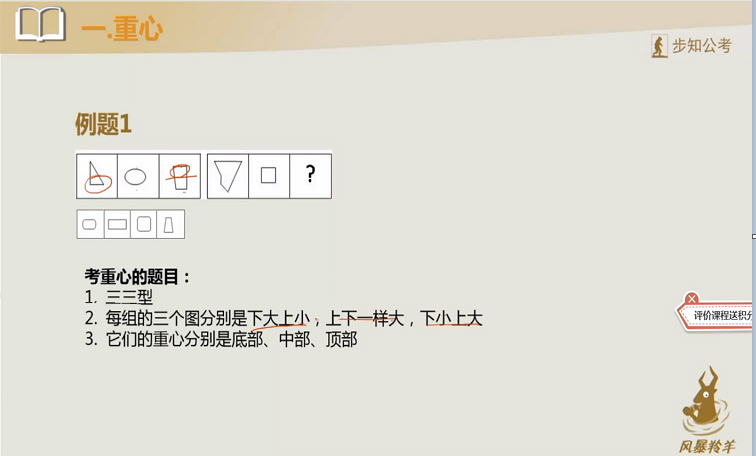 一.重心
步知公考
例题1
?
考重心的题目：
1. 三三型
2. 每组的三个图分别是下大上小，上下一样大，下小上大
3. 它们的重心分别是底部、中部、顶部
评价课程送积分
风暴羚羊